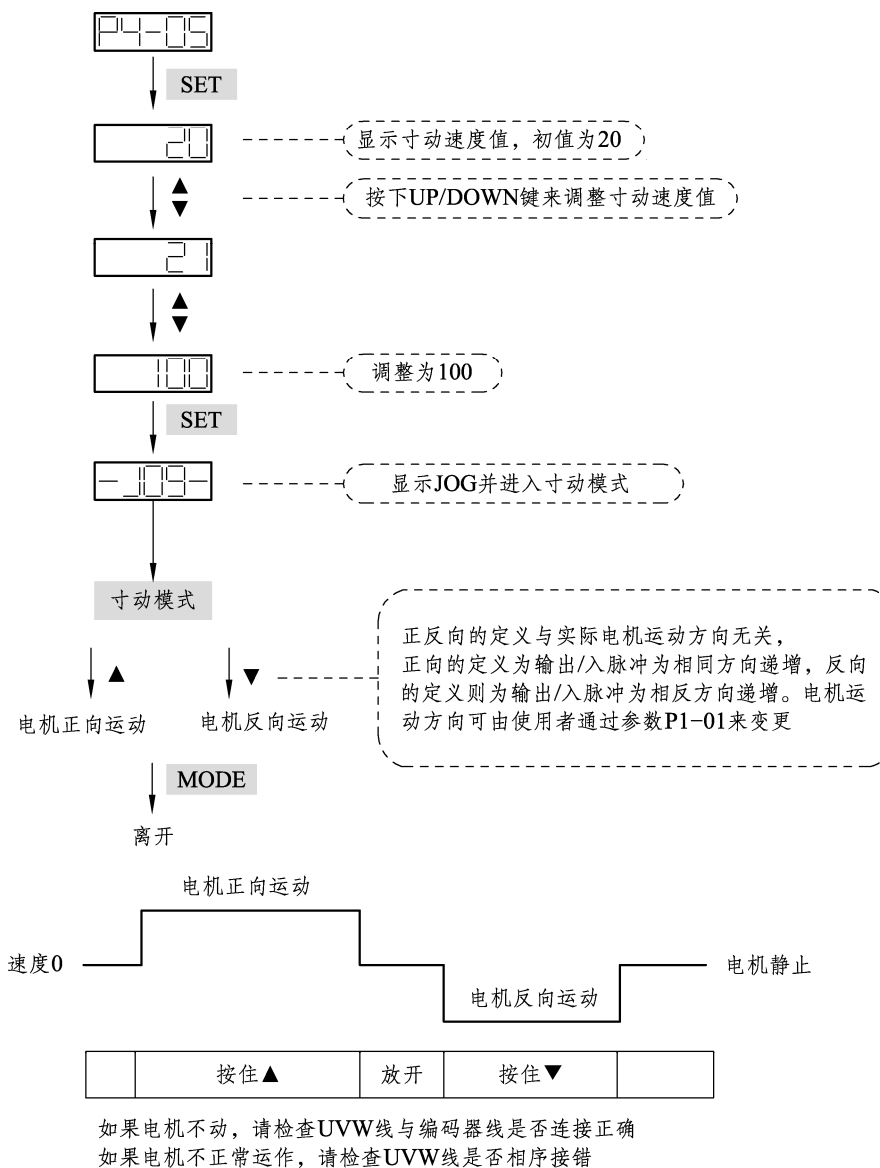 P4-05
SET
20
显示寸动速度值，初值为20
▲
▼
按下UP/DOWN键来调整寸动速度值
21
▲
▼
100
调整为100
SET
-JOG-
显示JOG并进入寸动模式
寸动模式
正反向的定义与实际电机运动方向无关，
正向的定义为输出/入脉冲为相同方向递增，反向
的定义则为输出/入脉冲为相反方向递增。电机运
动方向可由使用者通过参数P1-01来变更
▲
▼
电机正向运动
电机反向运动
MODE
离开
电机正向运动
速度0
电机静止
电机反向运动
按住▲
放开
按住▼
如果电机不动，请检查UVW线与编码器线是否连接正确
如果电机不正常运作，请检查UVW线是否相序接错